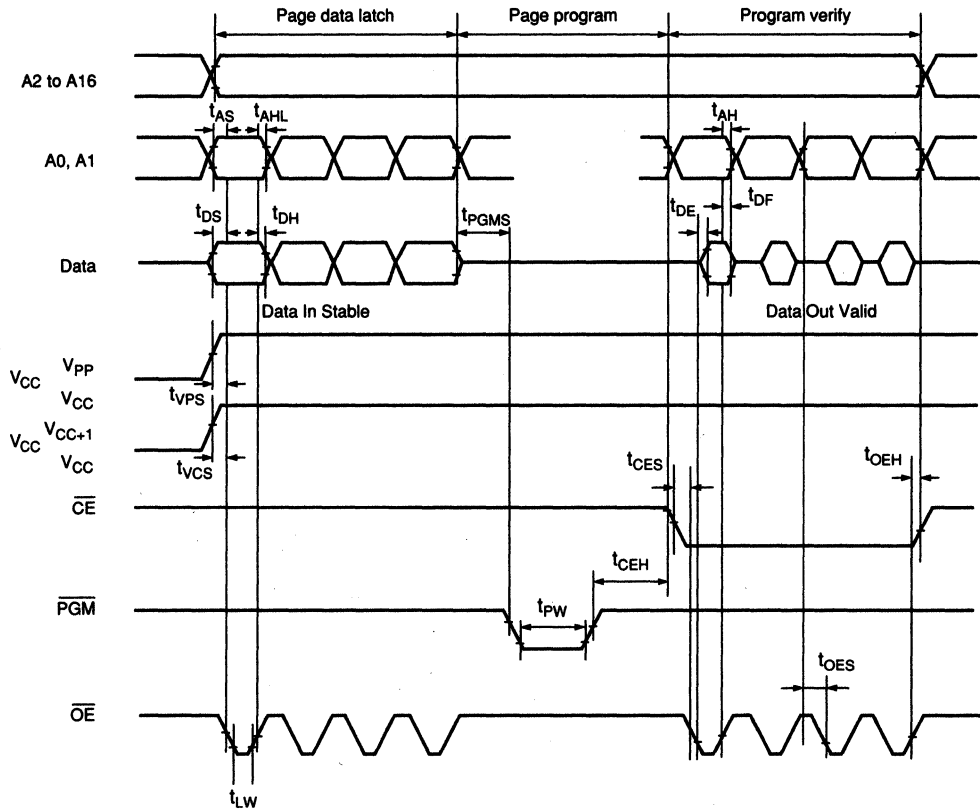 Page data latch Page program Program verify
A2 to A16
tAS tAHL tAH
A0, A1
tDS tDH tPGMS tDE tDF
Data
Data In Stable Data Out Valid
VCC VPP
tVPS
VCC
VCC VCC+1
VCC
tVCS tCES tOEH
CE
tCEH
PGM
tPW
tOES
OE
tLW